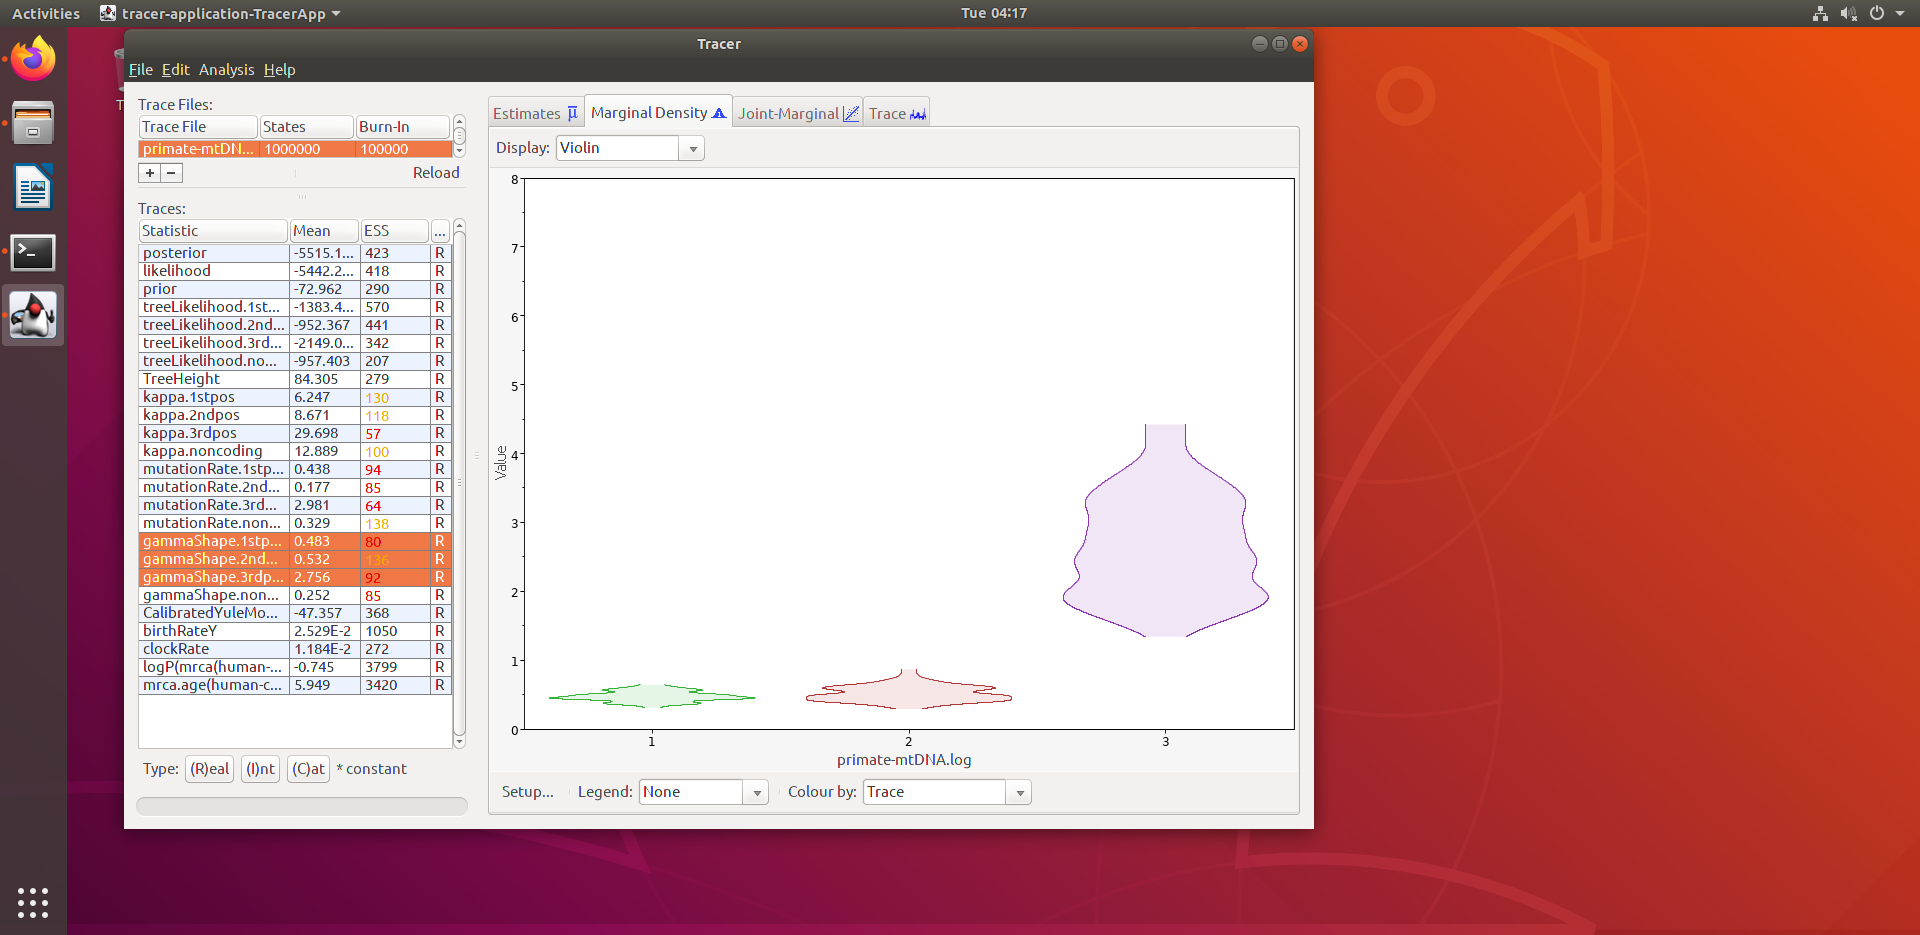 Activities tracer-application-TracerApp Tue 04:17
Tracer
File Edit Analysis Help
Trace Files:
Trace File States Burn-In
primate-mtDN... 1000000 100000
+ − Reload
Traces:
Statistic Mean ESS ...
posterior -5515.1... 423 R
likelihood -5442.2... 418 R
prior -72.962 290 R
treeLikelihood.1st... -1383.4... 570 R
treeLikelihood.2nd... -952.367 441 R
treeLikelihood.3rd... -2149.0... 342 R
treeLikelihood.no... -957.403 207 R
TreeHeight 84.305 279 R
kappa.1stpos 6.247 130 R
kappa.2ndpos 8.671 118 R
kappa.3rdpos 29.698 57 R
kappa.noncoding 12.889 100 R
mutationRate.1stp... 0.438 94 R
mutationRate.2nd... 0.177 85 R
mutationRate.3rd... 2.981 64 R
mutationRate.non... 0.329 138 R
gammaShape.1stp... 0.483 80 R
gammaShape.2nd... 0.532 136 R
gammaShape.3rdp... 2.756 92 R
gammaShape.non... 0.252 85 R
CalibratedYuleMo... -47.357 368 R
birthRateY 2.529E-2 1050 R
clockRate 1.184E-2 272 R
logP(mrca(human-... -0.745 3799 R
mrca.age(human-c... 5.949 3420 R
Type: (R)eal (I)nt (C)at * constant
Estimates μ Marginal Density Joint-Marginal Trace
Display: Violin
8
7
6
5
4
3
2
1
0
Value
1 2 3
primate-mtDNA.log
Setup... Legend: None Colour by: Trace